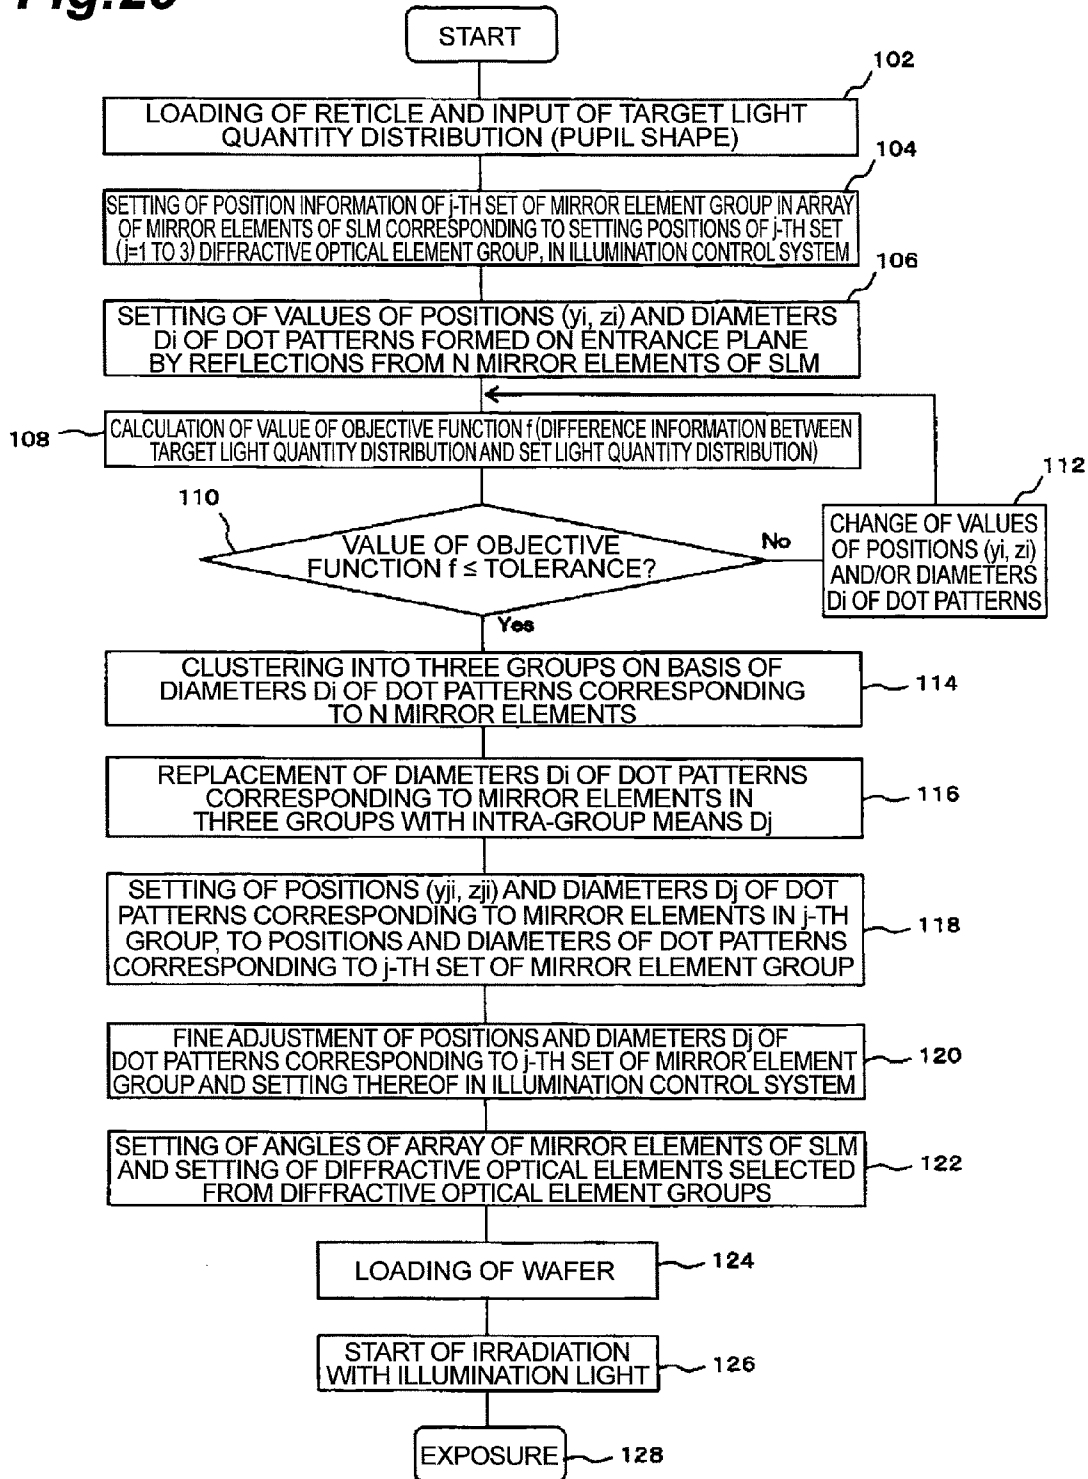 START
102
LOADING OF RETICLE AND INPUT OF TARGET LIGHT
QUANTITY DISTRIBUTION (PUPIL SHAPE)
104
SETTING OF POSITION INFORMATION OF j-TH SET OF MIRROR ELEMENT GROUP IN ARRAY
OF MIRROR ELEMENTS OF SLM CORRESPONDING TO SETTING POSITIONS OF j-TH SET
(j=1 TO 3) DIFFRACTIVE OPTICAL ELEMENT GROUP, IN ILLUMINATION CONTROL SYSTEM
106
SETTING OF VALUES OF POSITIONS (yi, zi) AND DIAMETERS
Di OF DOT PATTERNS FORMED ON ENTRANCE PLANE
BY REFLECTIONS FROM N MIRROR ELEMENTS OF SLM
108
CALCULATION OF VALUE OF OBJECTIVE FUNCTION f (DIFFERENCE INFORMATION BETWEEN
TARGET LIGHT QUANTITY DISTRIBUTION AND SET LIGHT QUANTITY DISTRIBUTION)
110
VALUE OF OBJECTIVE
FUNCTION f ≤ TOLERANCE?
No
112
CHANGE OF VALUES
OF POSITIONS (yi, zi)
AND/OR DIAMETERS
Di OF DOT PATTERNS
Yes
CLUSTERING INTO THREE GROUPS ON BASIS OF
DIAMETERS Di OF DOT PATTERNS CORRESPONDING
TO N MIRROR ELEMENTS
114
REPLACEMENT OF DIAMETERS Di OF DOT PATTERNS
CORRESPONDING TO MIRROR ELEMENTS IN
THREE GROUPS WITH INTRA-GROUP MEANS Dj
116
SETTING OF POSITIONS (yji, zji) AND DIAMETERS Dj OF DOT
PATTERNS CORRESPONDING TO MIRROR ELEMENTS IN j-TH
GROUP, TO POSITIONS AND DIAMETERS OF DOT PATTERNS
CORRESPONDING TO j-TH SET OF MIRROR ELEMENT GROUP
118
FINE ADJUSTMENT OF POSITIONS AND DIAMETERS Dj OF
DOT PATTERNS CORRESPONDING TO j-TH SET OF MIRROR ELEMENT
GROUP AND SETTING THEREOF IN ILLUMINATION CONTROL SYSTEM
120
SETTING OF ANGLES OF ARRAY OF MIRROR ELEMENTS OF SLM
AND SETTING OF DIFFRACTIVE OPTICAL ELEMENTS SELECTED
FROM DIFFRACTIVE OPTICAL ELEMENT GROUPS
122
LOADING OF WAFER
124
START OF IRRADIATION
WITH ILLUMINATION LIGHT
126
EXPOSURE
128